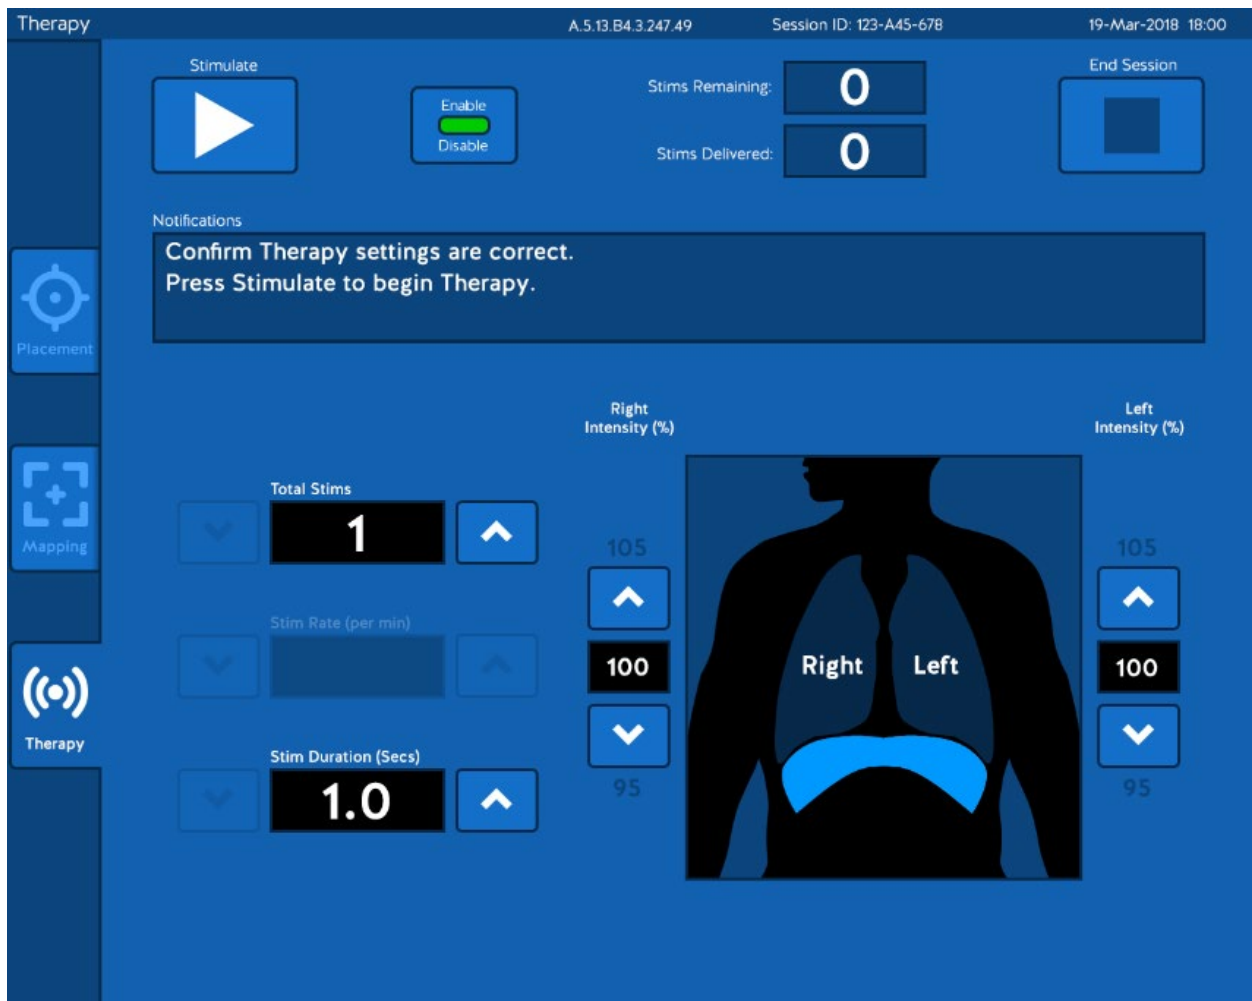 Therapy
A.5.13.B4.3.247.49
Session ID: 123-A45-678
19-Mar-2018 18:00
Stimulate
Enable
Disable
Stims Remaining:
0
Stims Delivered:
0
End Session
Notifications
Confirm Therapy settings are correct.
Press Stimulate to begin Therapy.
Placement
Mapping
Therapy
Total Stims
1
Stim Rate (per min)
Stim Duration (Secs)
1.0
Right
Intensity (%)
105
100
95
Right
Left
Left
Intensity (%)
105
100
95